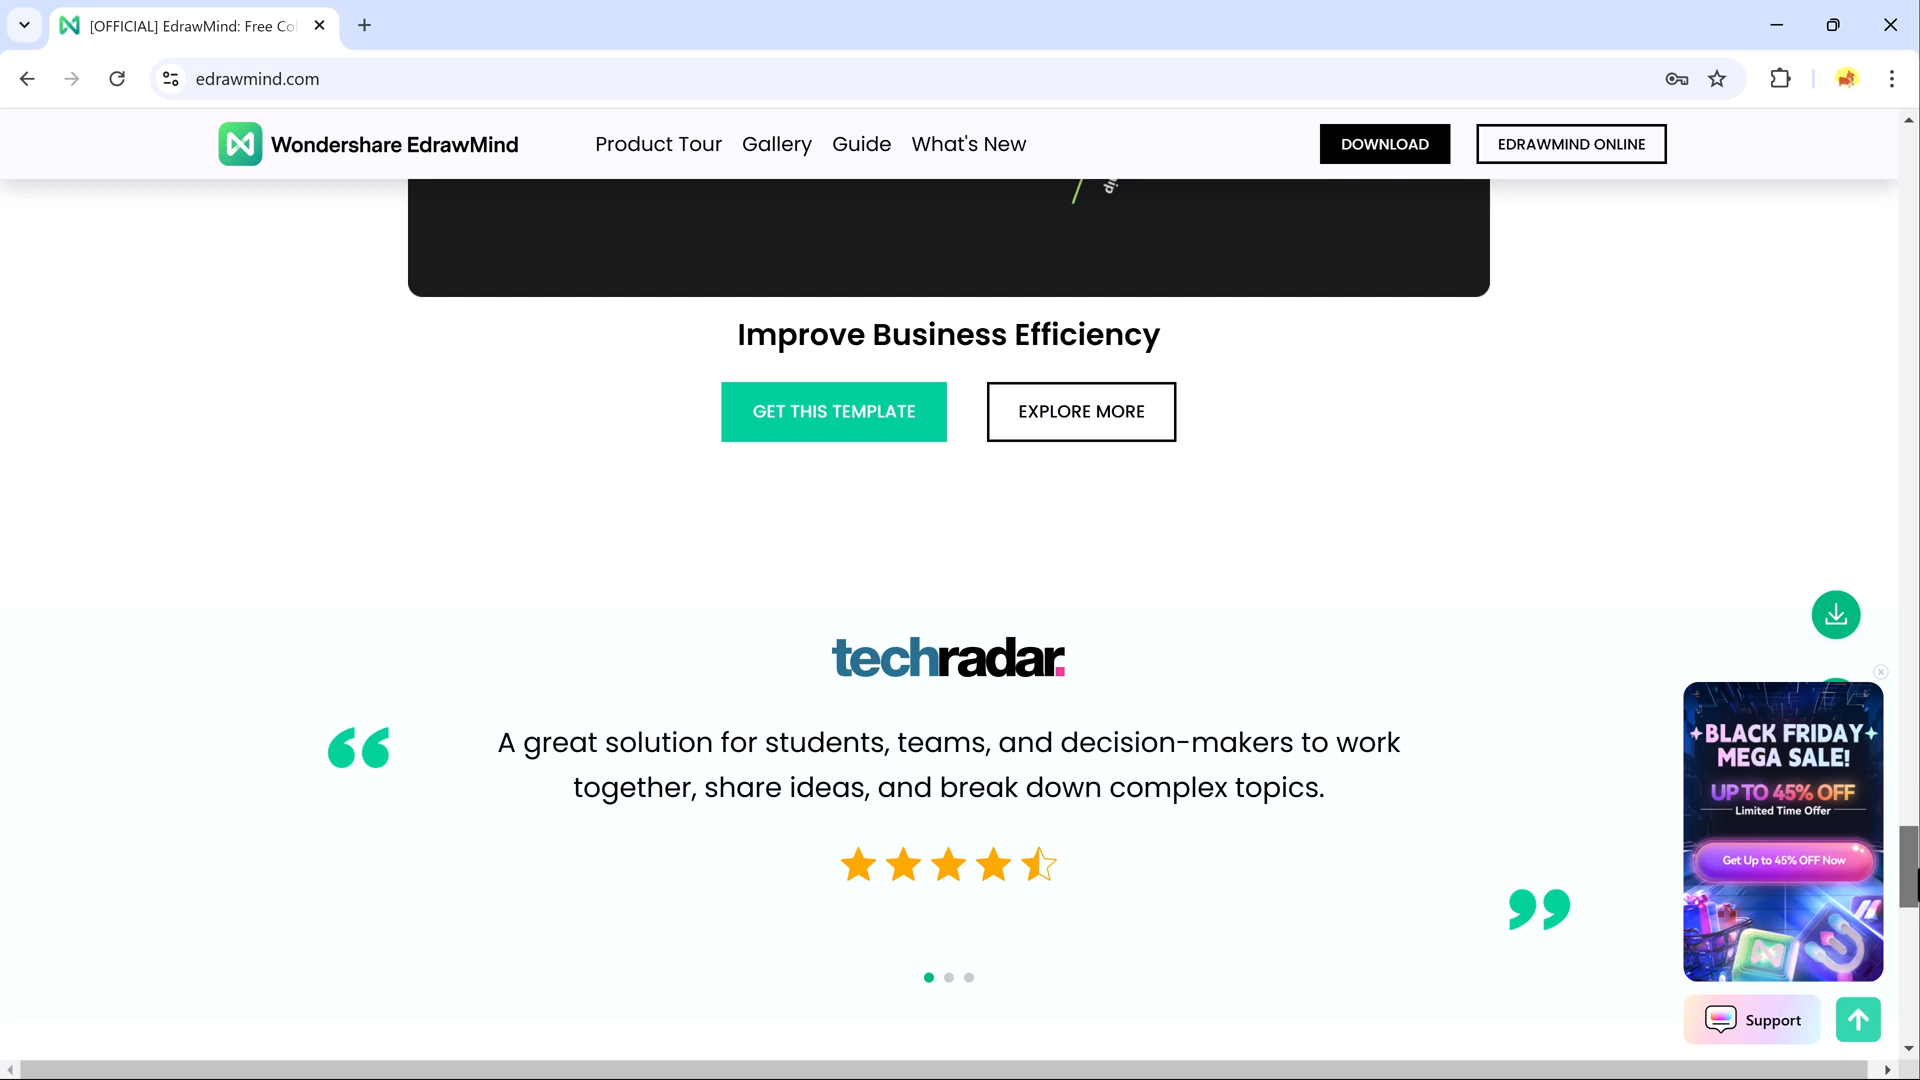 [OFFICIAL] EdrawMind: Free Co
edrawmind.com
Wondershare EdrawMind
Product Tour
Gallery
Guide
What's New
DOWNLOAD
EDRAWMIND ONLINE
ip
Improve Business Efficiency
GET THIS TEMPLATE
EXPLORE MORE
techradar.
“
A great solution for students, teams, and decision-makers to work
together, share ideas, and break down complex topics.
”
BLACK FRIDAY
MEGA SALE!
UP TO 45% OFF
Limited Time Offer
Get Up to 45% OFF Now
Support